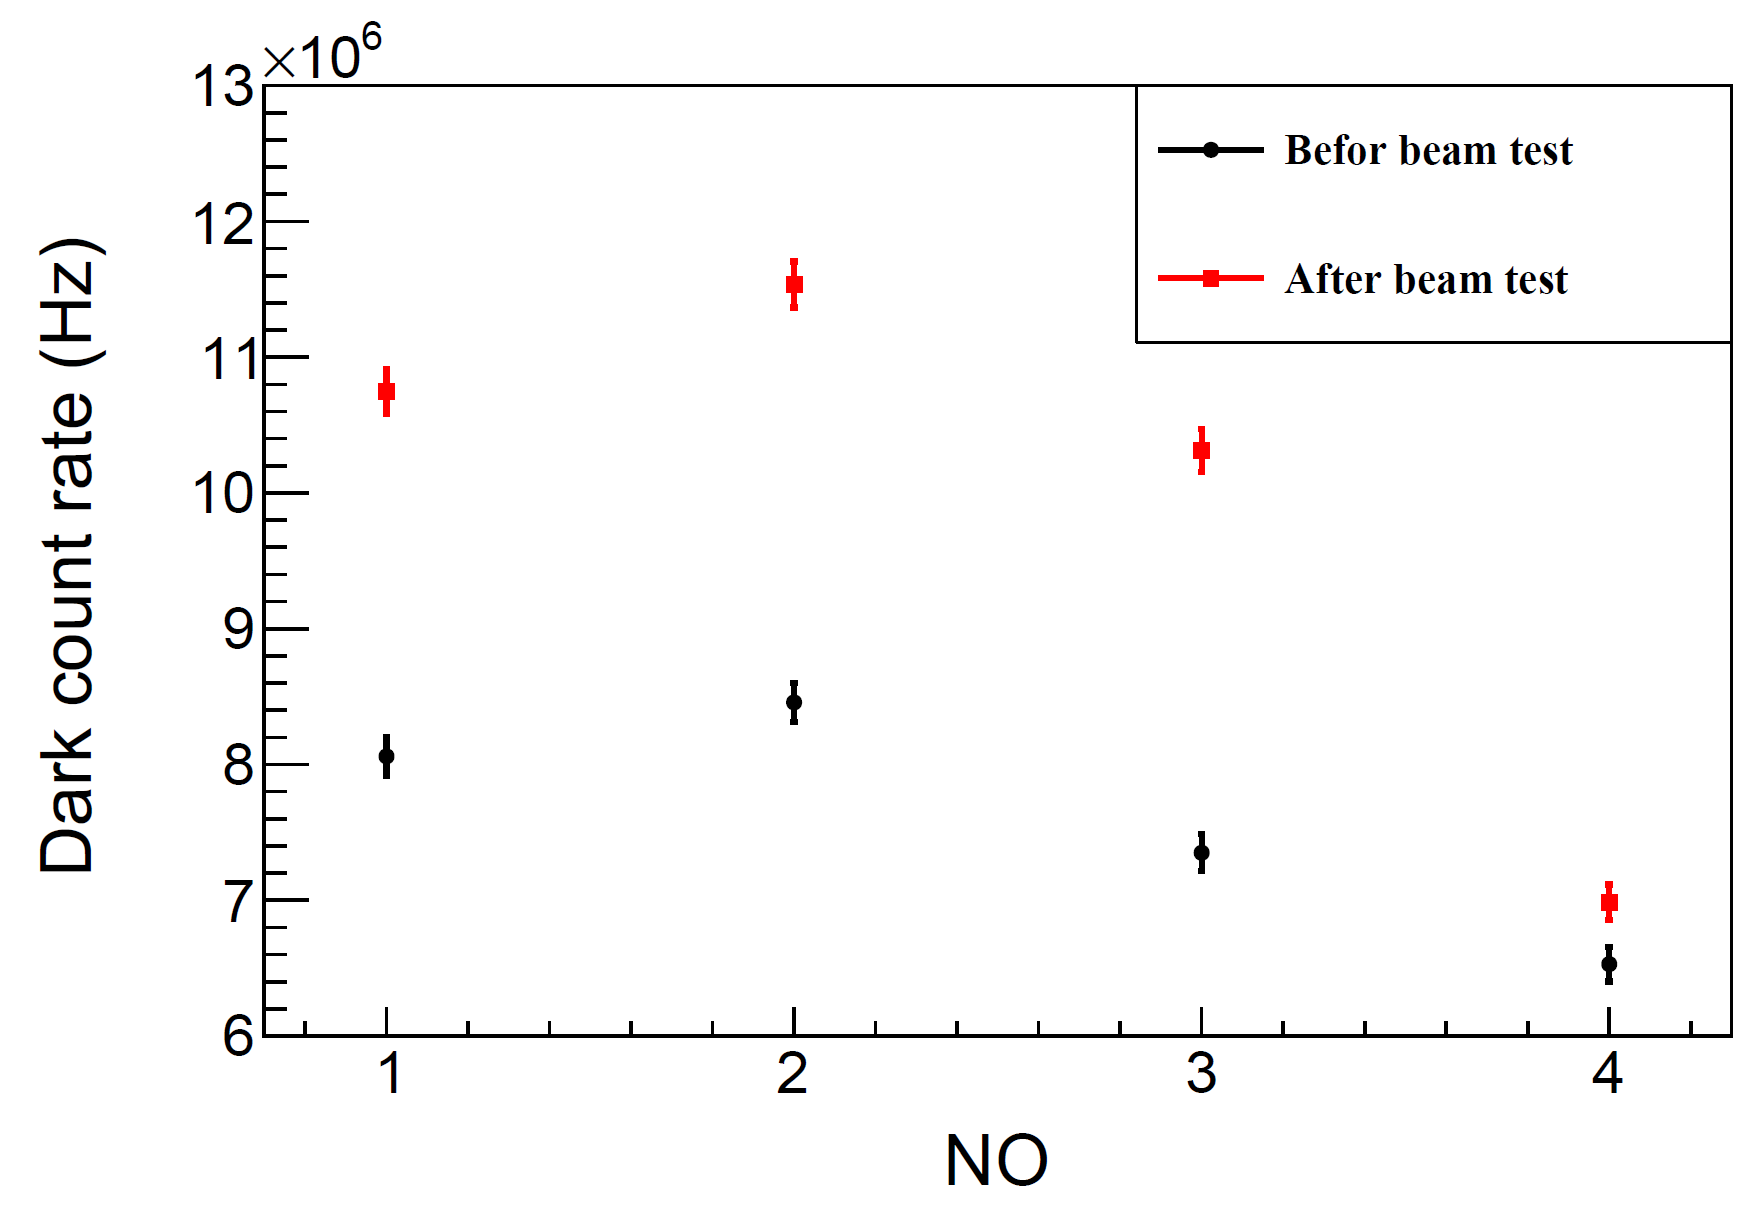 ×10⁶
13
12
11
10
9
8
7
6
Dark count rate (Hz)
Befor beam test
After beam test
1 2 3 4
NO